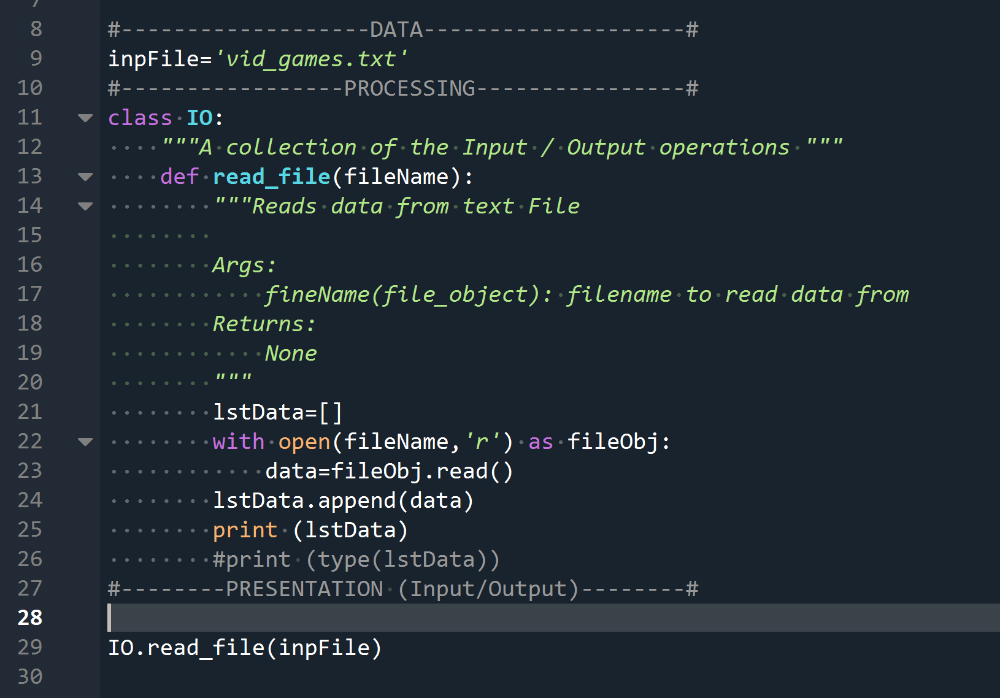 7
8 #-------------------DATA--------------------#
9 inpFile='vid_games.txt'
10 #-----------------PROCESSING----------------#
11 class IO:
12     """A collection of the Input / Output operations """
13     def read_file(fileName):
14         """Reads data from text File
15
16         Args:
17             fineName(file_object): filename to read data from
18         Returns:
19             None
20         """
21         lstData=[]
22         with open(fileName,'r') as fileObj:
23             data=fileObj.read()
24         lstData.append(data)
25         print (lstData)
26         #print (type(lstData))
27 #--------PRESENTATION (Input/Output)--------#
28
29 IO.read_file(inpFile)
30